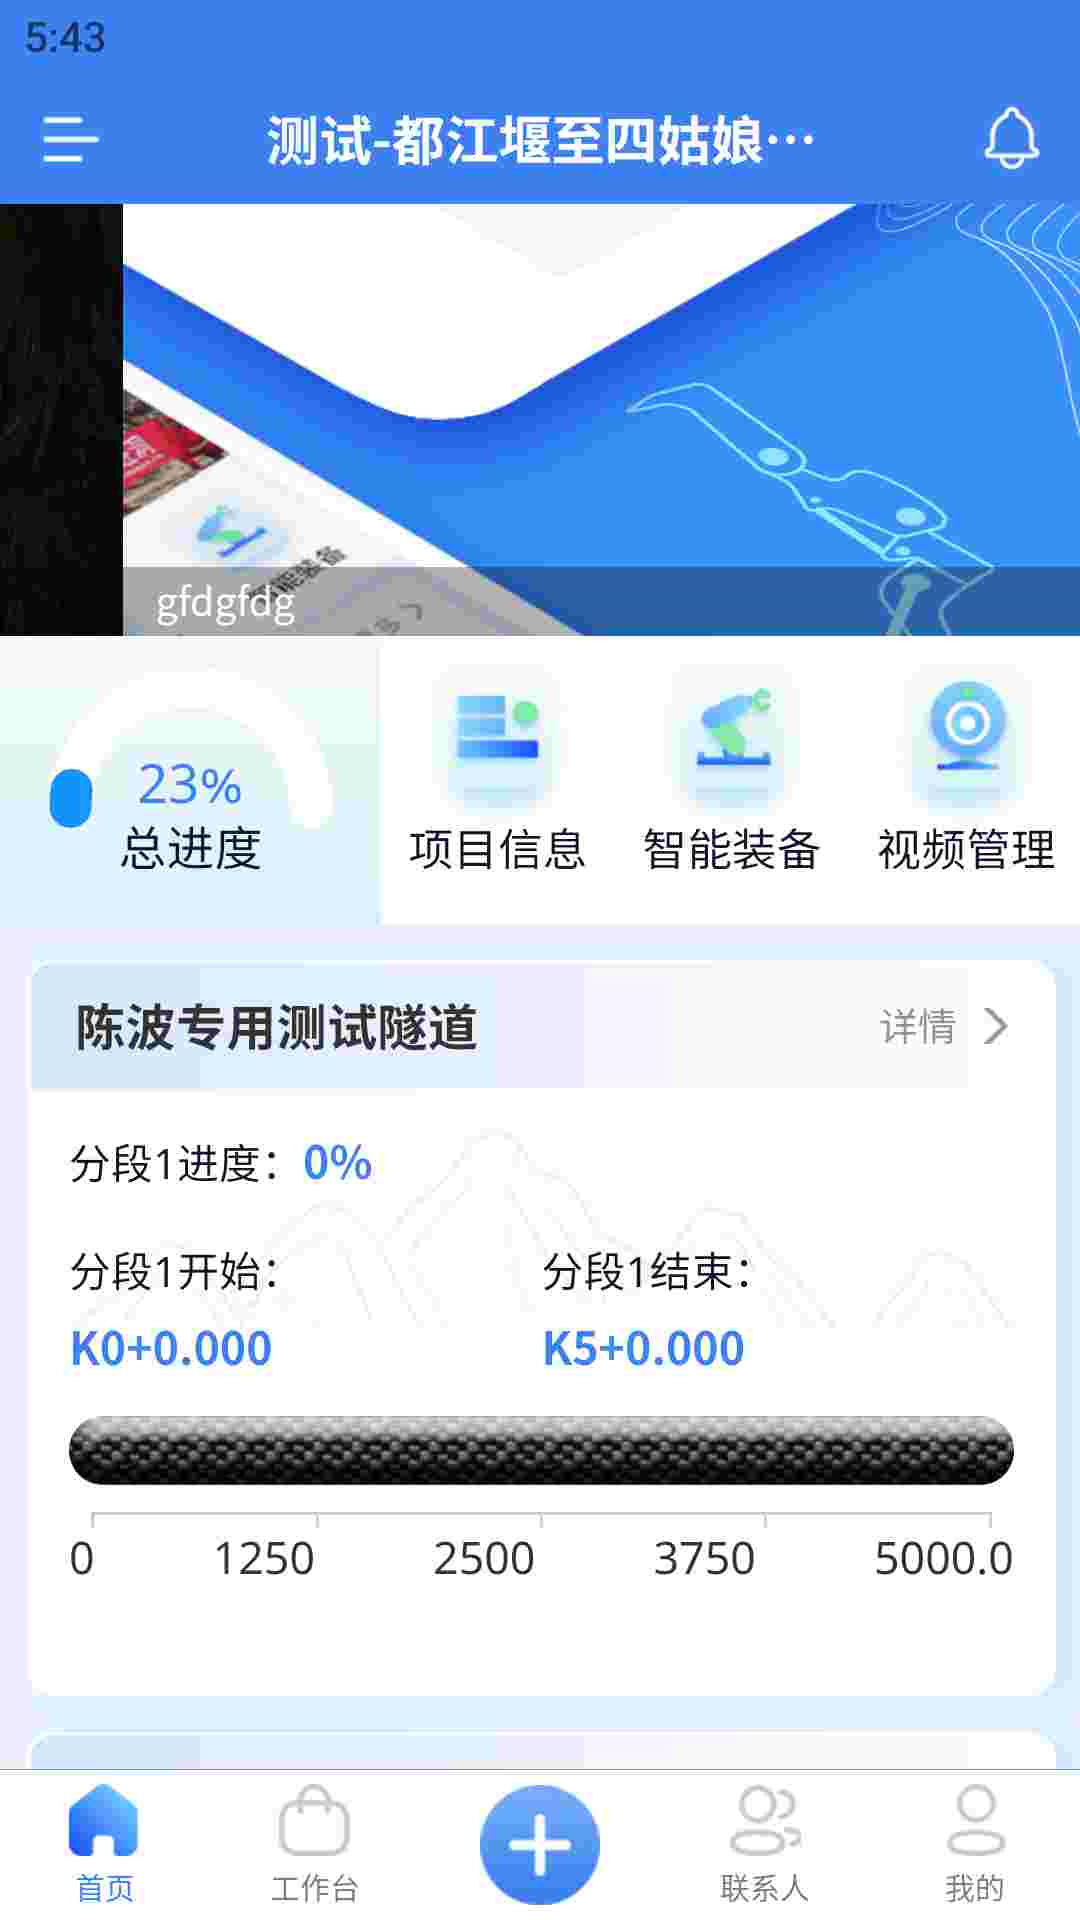 5:43
测试-都江堰至四姑娘···
智能装备
gfdgfdg
23%
总进度
项目信息
智能装备
视频管理
陈波专用测试隧道
详情
分段1进度：0%
分段1开始：
分段1结束：
K0+0.000
K5+0.000
0 1250 2500 3750 5000.0
首页
工作台
联系人
我的